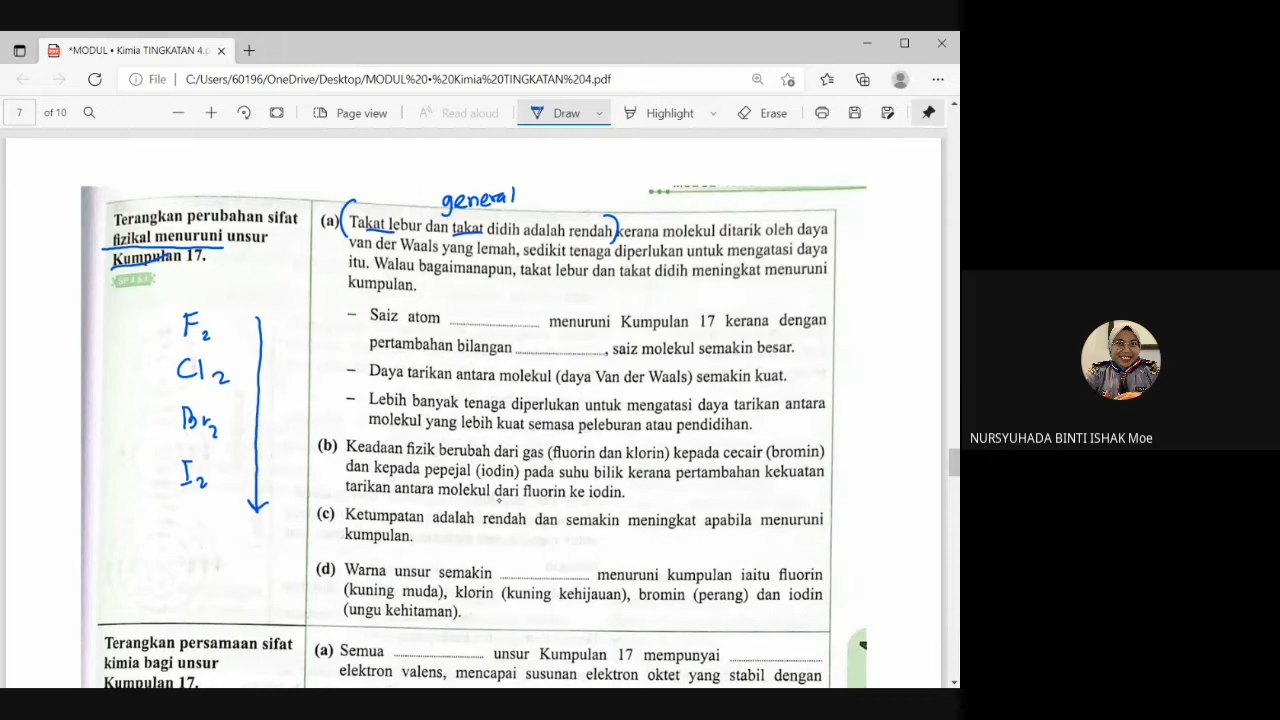 *MODUL • Kimia TINGKATAN 4.p
File
C:/Users/60196/OneDrive/Desktop/MODUL%20•%20Kimia%20TINGKATAN%204.pdf
7 of 10
Page view
Read aloud
Draw
Highlight
Erase
general
Terangkan perubahan sifat
fizikal menuruni unsur
Kumpulan 17.
F2
Cl2
Br2
I2
(a) Takat lebur dan takat didih adalah rendah kerana molekul ditarik oleh daya
van der Waals yang lemah, sedikit tenaga diperlukan untuk mengatasi daya
itu. Walau bagaimanapun, takat lebur dan takat didih meningkat menuruni
kumpulan.
– Saiz atom .................... menuruni Kumpulan 17 kerana dengan
pertambahan bilangan ...................., saiz molekul semakin besar.
– Daya tarikan antara molekul (daya Van der Waals) semakin kuat.
– Lebih banyak tenaga diperlukan untuk mengatasi daya tarikan antara
molekul yang lebih kuat semasa peleburan atau pendidihan.
(b) Keadaan fizik berubah dari gas (fluorin dan klorin) kepada cecair (bromin)
dan kepada pepejal (iodin) pada suhu bilik kerana pertambahan kekuatan
tarikan antara molekul dari fluorin ke iodin.
(c) Ketumpatan adalah rendah dan semakin meningkat apabila menuruni
kumpulan.
(d) Warna unsur semakin .................... menuruni kumpulan iaitu fluorin
(kuning muda), klorin (kuning kehijauan), bromin (perang) dan iodin
(ungu kehitaman).
Terangkan persamaan sifat
kimia bagi unsur
Kumpulan 17.
(a) Semua .................... unsur Kumpulan 17 mempunyai ....................
elektron valens, mencapai susunan elektron oktet yang stabil dengan
NURSYUHADA BINTI ISHAK Moe